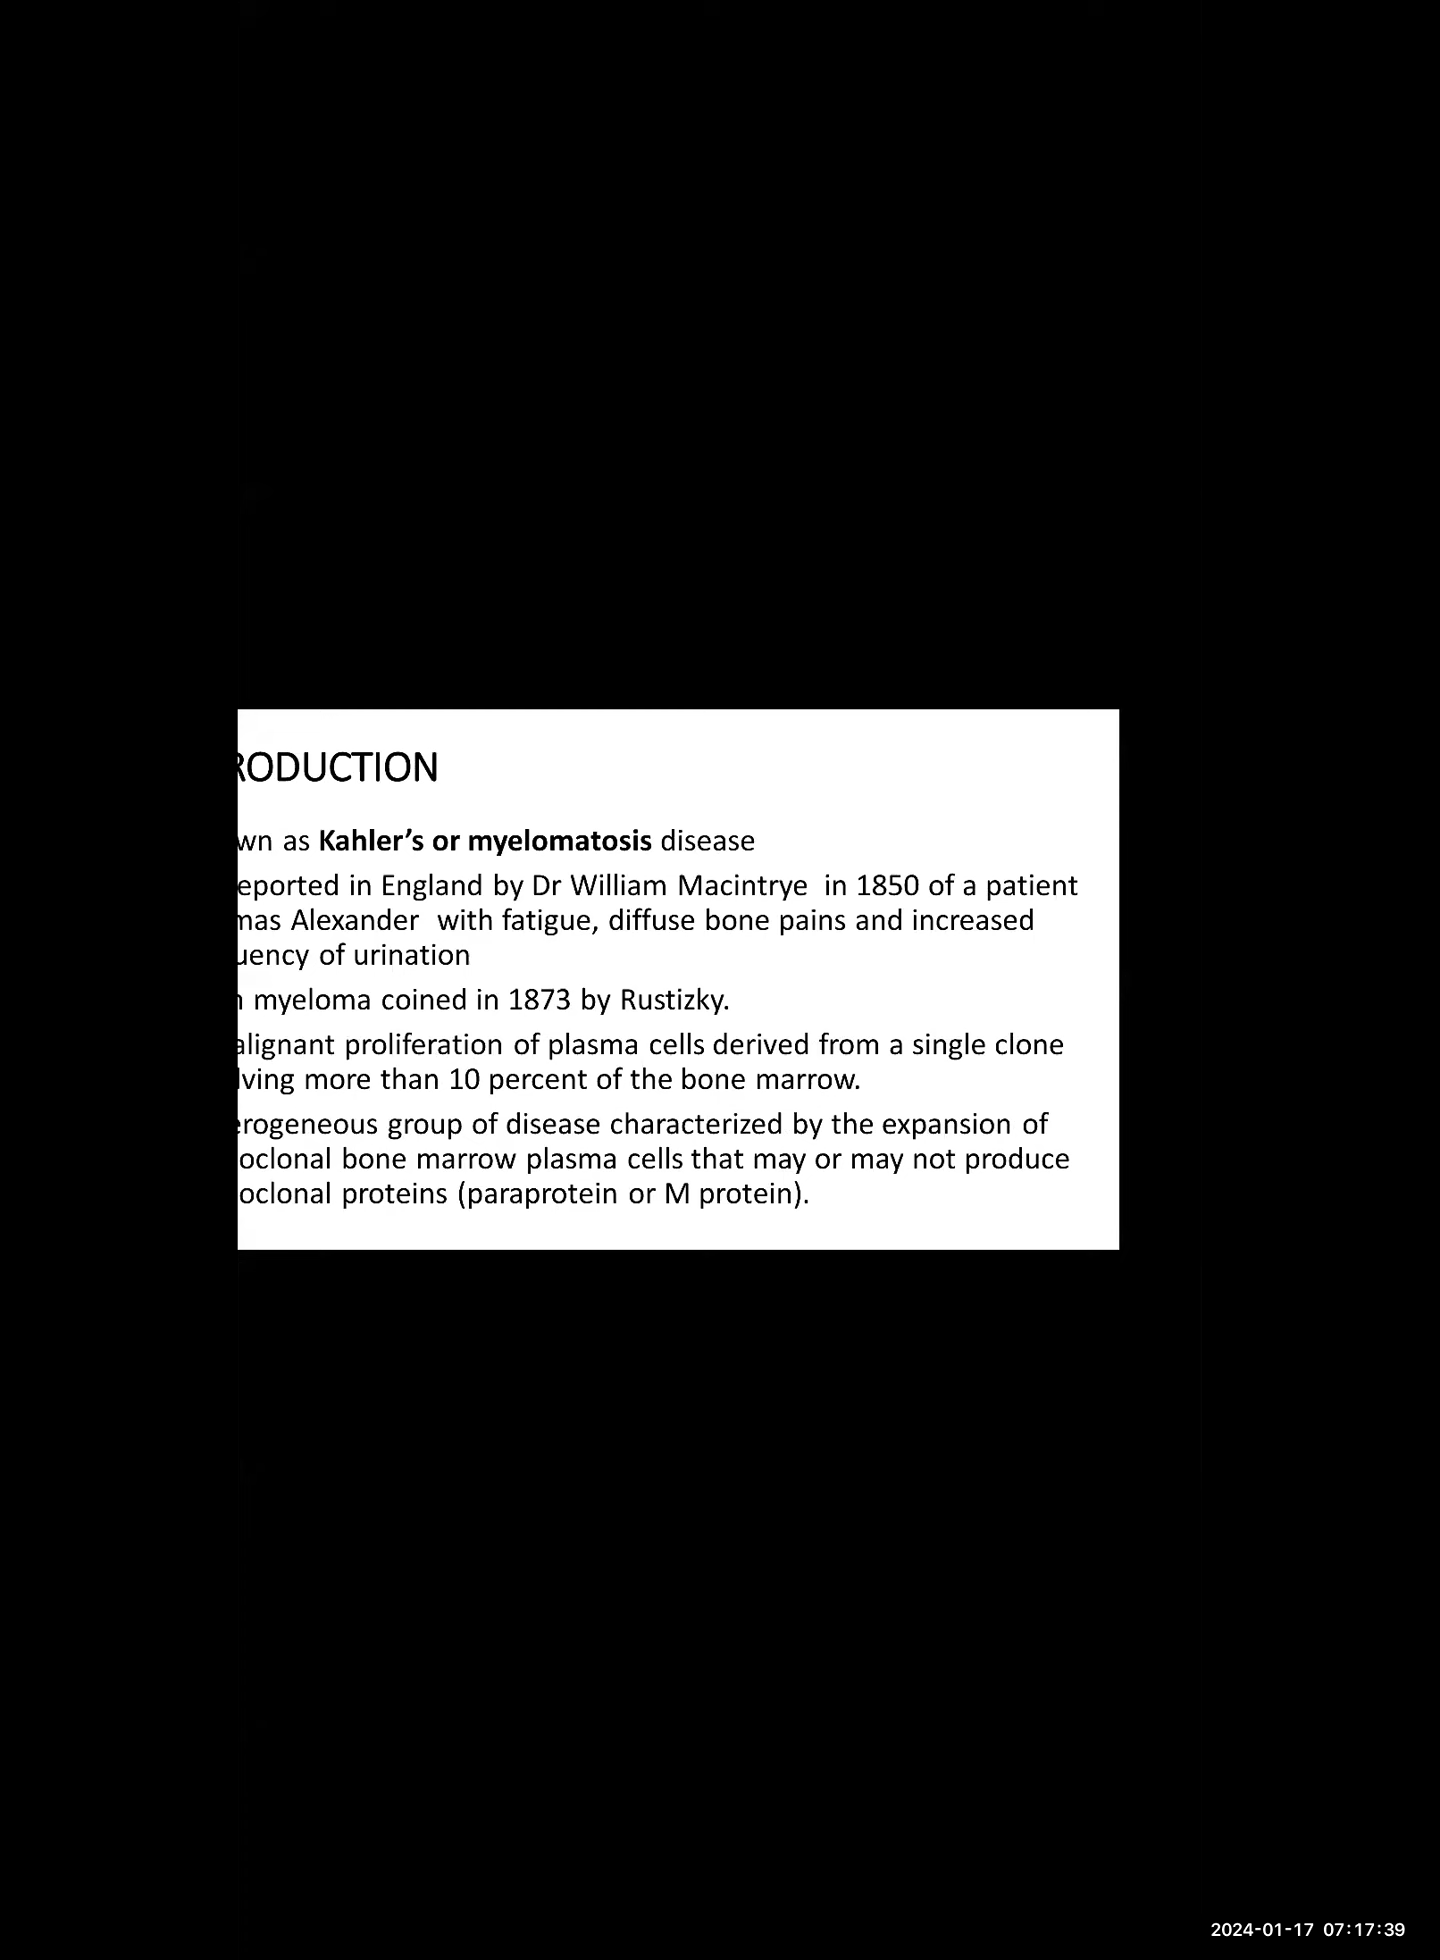 RODUCTION
wn as Kahler's or myelomatosis disease
eported in England by Dr William Macintrye in 1850 of a patient
mas Alexander with fatigue, diffuse bone pains and increased
uency of urination
myeloma coined in 1873 by Rustizky.
alignant proliferation of plasma cells derived from a single clone
lving more than 10 percent of the bone marrow.
erogeneous group of disease characterized by the expansion of
oclonal bone marrow plasma cells that may or may not produce
oclonal proteins (paraprotein or M protein).
2024-01-17 07:17:39